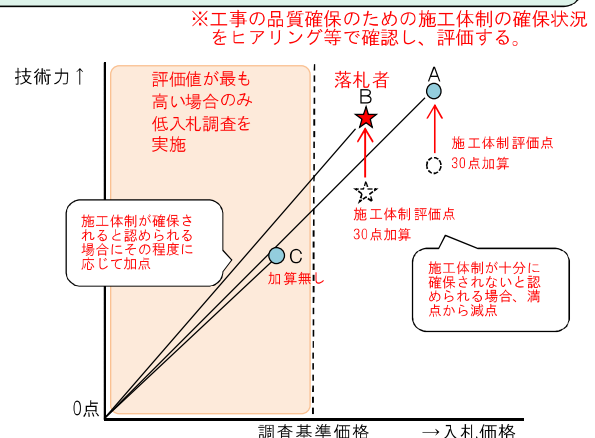 ※工事の品質確保のための施工体制の確保状況
をヒアリング等で確認し、評価する。
技術力↑
評価値が最も
高い場合のみ
低入札調査を
実施
落札者
B
A
施工体制評価点
30点加算
施工体制評価点
30点加算
施工体制が確保さ
れると認められる
場合にその程度に
応じて加点
C
加算無し
施工体制が十分に
確保されないと認
められる場合、満
点から減点
0点
調査基準価格
→入札価格